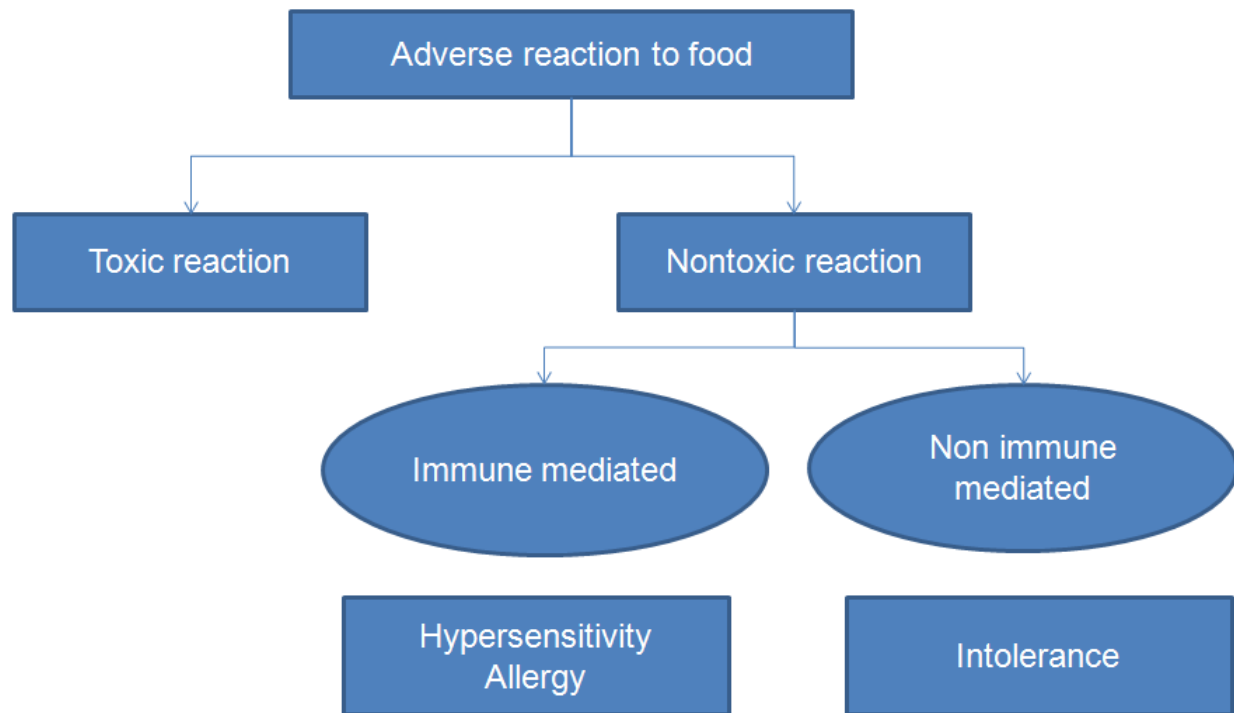 Adverse reaction to food
Toxic reaction
Nontoxic reaction
Immune mediated
Non immune
mediated
Hypersensitivity
Allergy
Intolerance